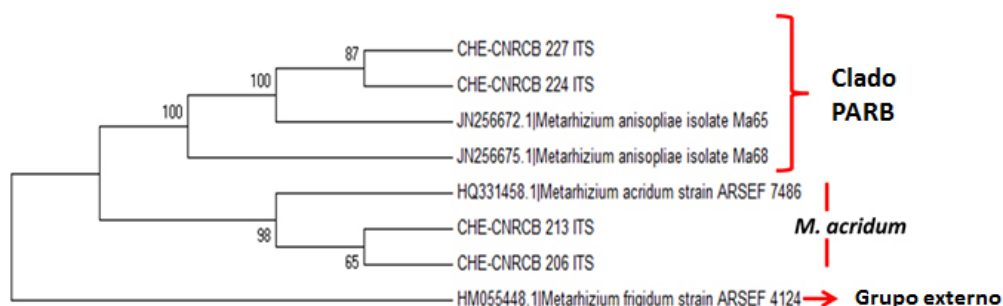 CHE-CNRCB 227 ITS
87
CHE-CNRCB 224 ITS
100
Clado
PARB
100
JN256672.1|Metarhizium anisopliae isolate Ma65
JN256675.1|Metarhizium anisopliae isolate Ma68
HQ331458.1|Metarhizium acridum strain ARSEF 7486
CHE-CNRCB 213 ITS
M. acridum
98
CHE-CNRCB 206 ITS
65
HM055448.1|Metarhizium frigidum strain ARSEF 4124
Grupo externo